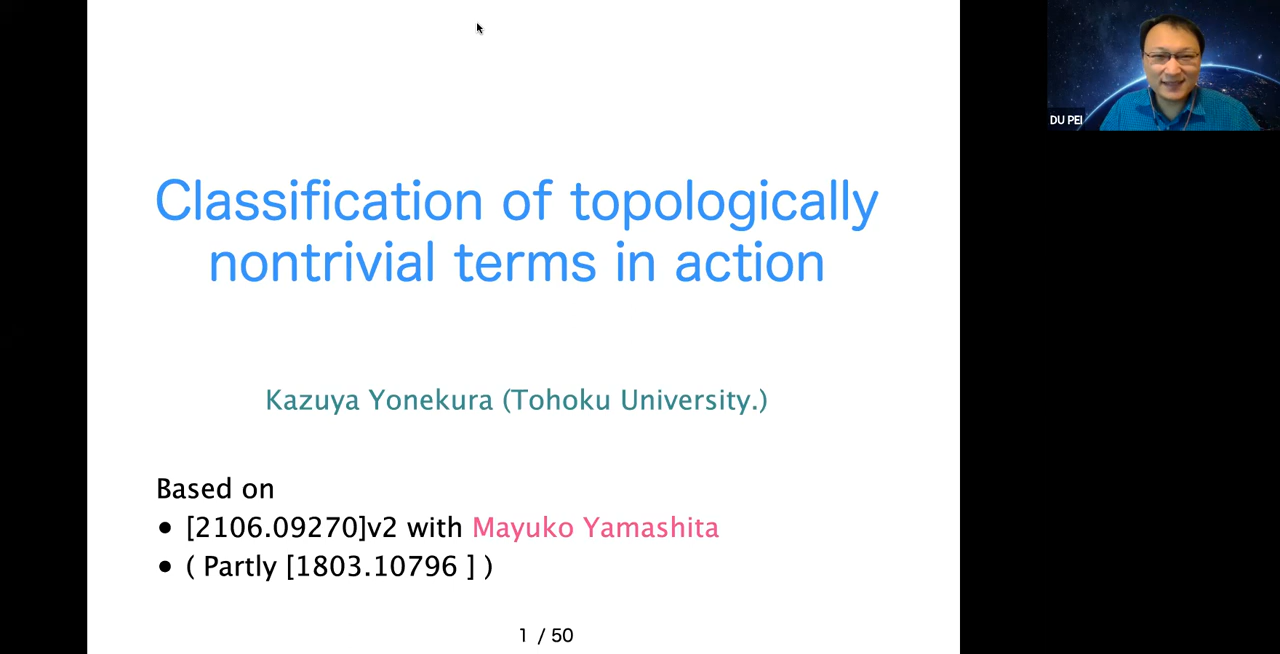 Classification of topologically
nontrivial terms in action
Kazuya Yonekura (Tohoku University.)
Based on
• [2106.09270]v2 with Mayuko Yamashita
• ( Partly [1803.10796 ] )
1 / 50
DU PEI